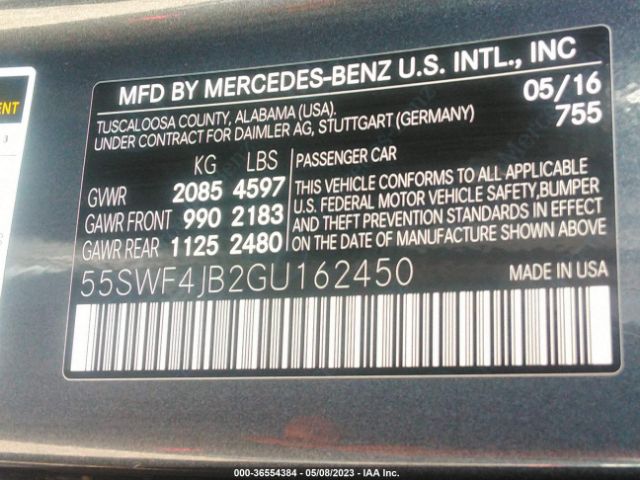 MFD BY MERCEDES-BENZ U.S. INTL., INC
TUSCALOOSA COUNTY, ALABAMA (USA). 05/16
UNDER CONTRACT FOR DAIMLER AG, STUTTGART (GERMANY) 755
KG LBS PASSENGER CAR
GVWR 2085 4597 THIS VEHICLE CONFORMS TO ALL APPLICABLE
U.S. FEDERAL MOTOR VEHICLE SAFETY,BUMPER
GAWR FRONT 990 2183 AND THEFT PREVENTION STANDARDS IN EFFECT
GAWR REAR 1125 2480 ON THE DATE OF MANUFACTURE SHOWN ABOVE
55SWF4JB2GU162450 MADE IN USA
000-36554384 - 05/08/2023 - IAA Inc.